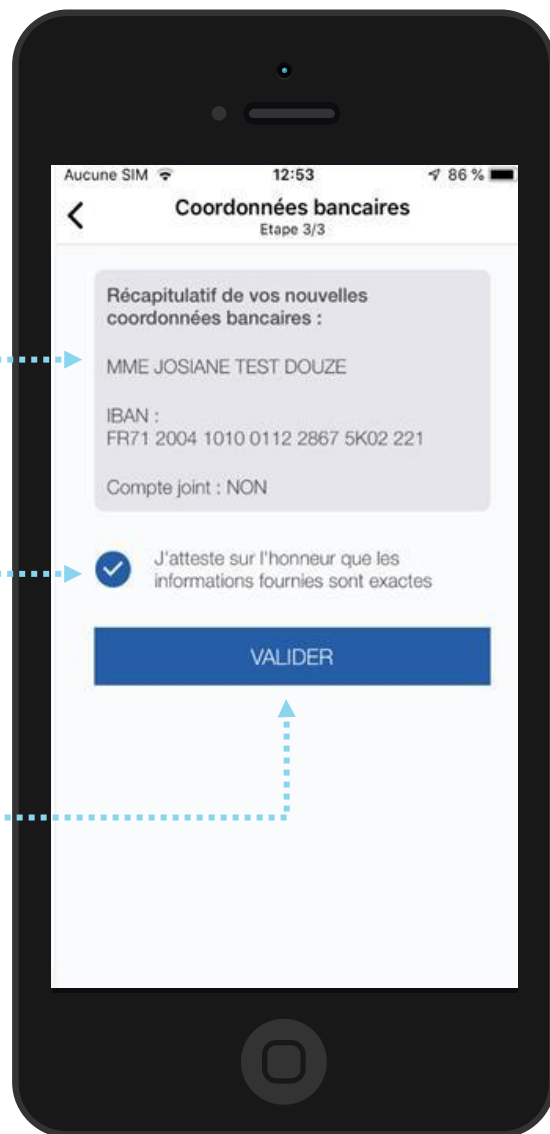 Aucune SIM 12:53 86 %
Coordonnées bancaires
Etape 3/3
Récapitulatif de vos nouvelles
coordonnées bancaires :
MME JOSIANE TEST DOUZE
IBAN :
FR71 2004 1010 0112 2867 5K02 221
Compte joint : NON
J'atteste sur l'honneur que les
informations fournies sont exactes
VALIDER